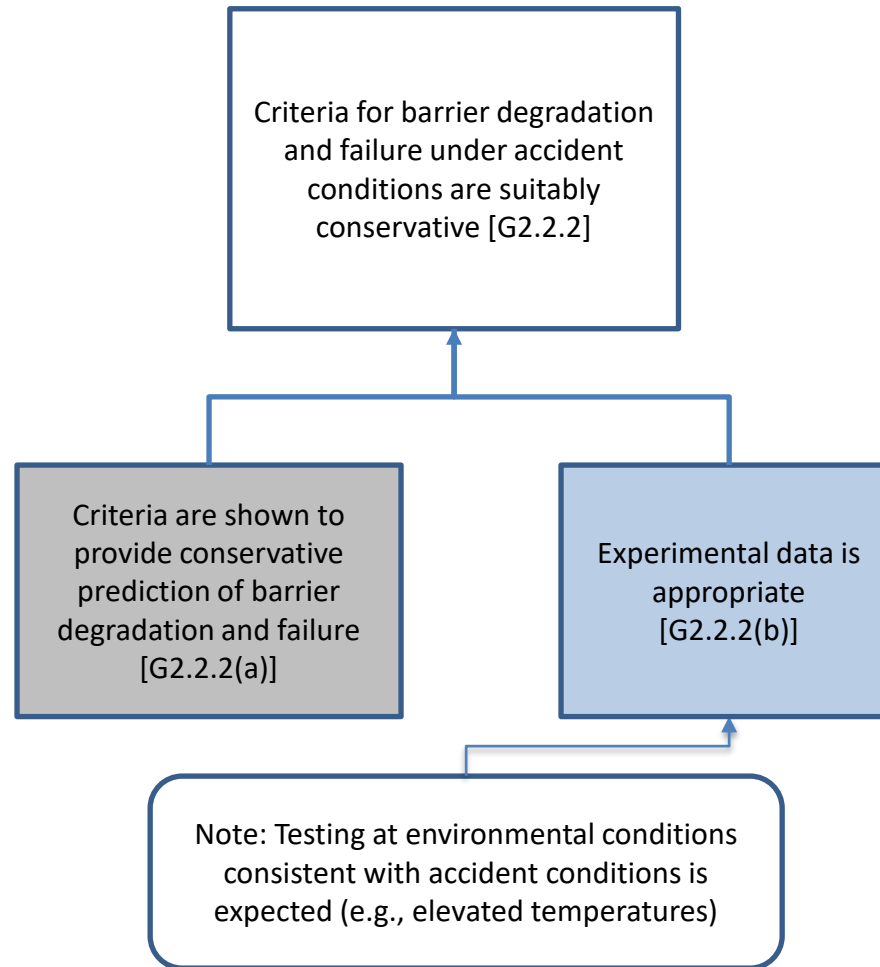 Criteria for barrier degradation
and failure under accident
conditions are suitably
conservative [G2.2.2]
Criteria are shown to
provide conservative
prediction of barrier
degradation and failure
[G2.2.2(a)]
Experimental data is
appropriate
[G2.2.2(b)]
Note: Testing at environmental conditions
consistent with accident conditions is
expected (e.g., elevated temperatures)